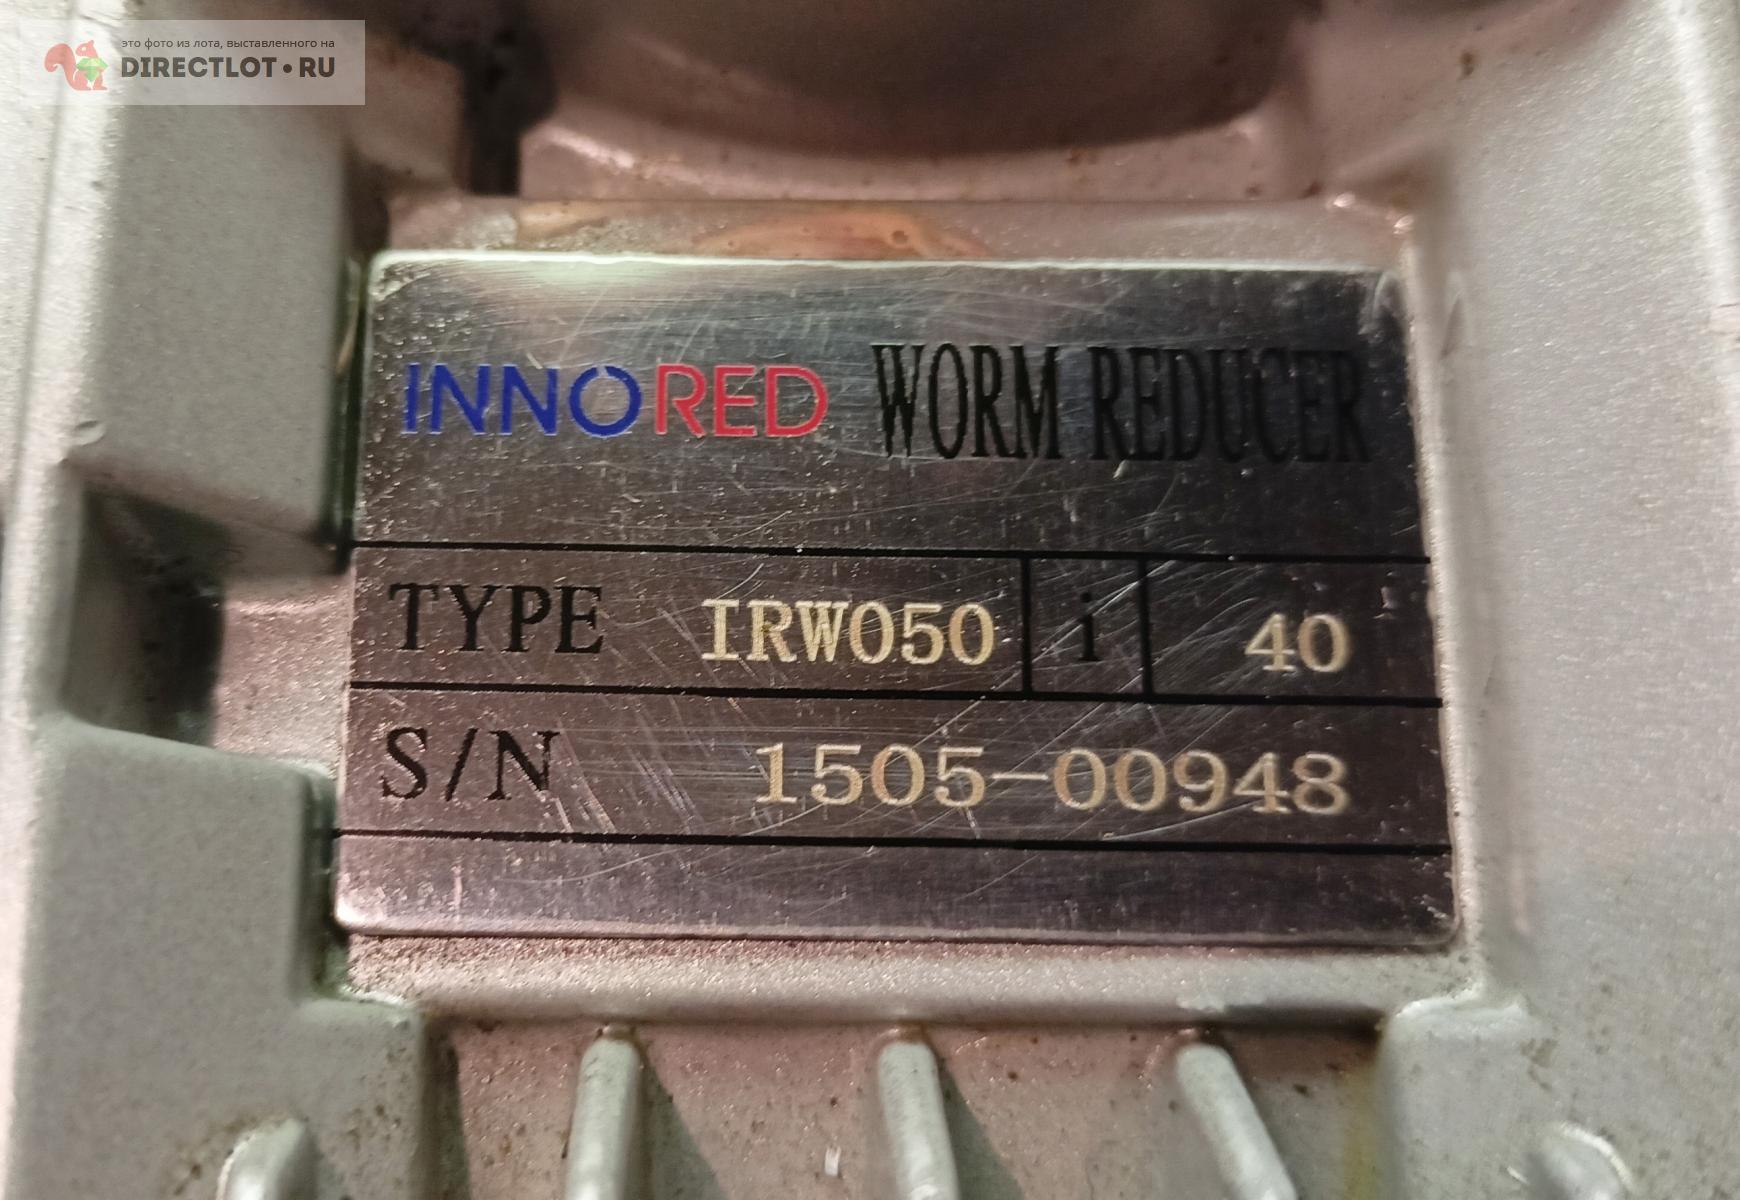 это фото из лота, выставленного на
DIRECTLOT•RU
INNORED WORM REDUCER
TYPE IRW050 i 40
S/N 1505-00948